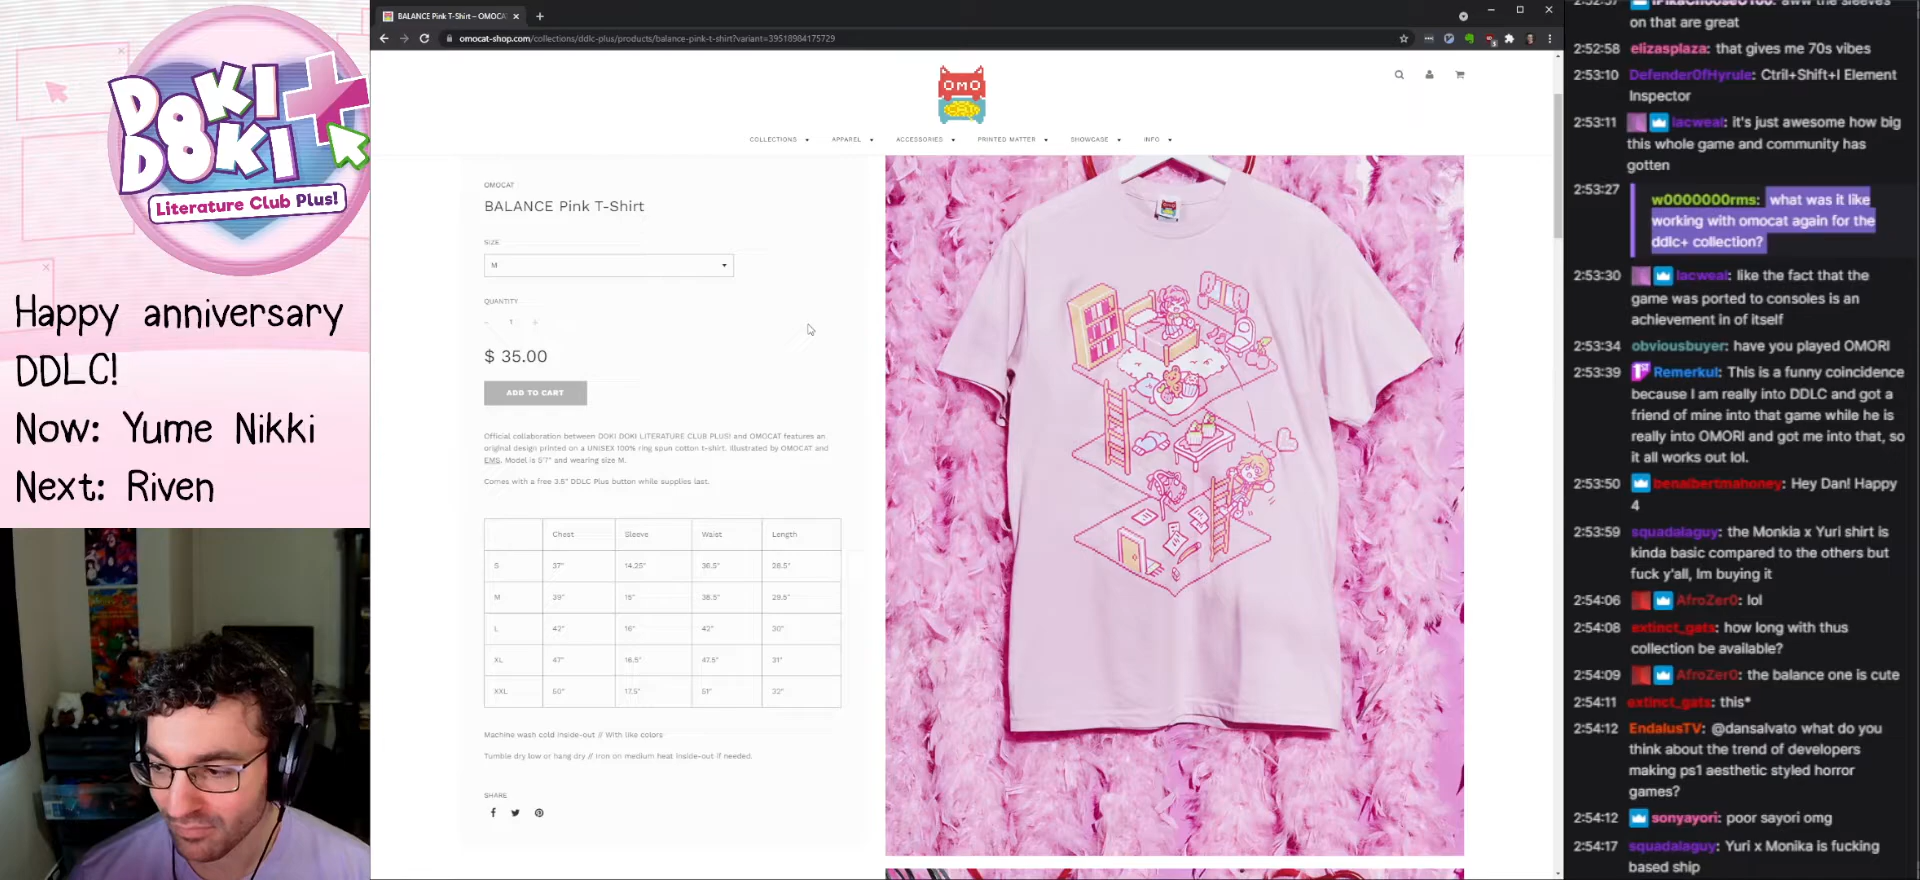 DOKI
DOKI
Literature Club Plus!
Happy anniversary
DDLC!
Now: Yume Nikki
Next: Riven
BALANCE Pink T-Shirt – OMOCA
omocat-shop.com/collections/ddlc-plus/products/balance-pink-t-shirt?variant=39518984175729
OMO
COLLECTIONS
APPAREL
ACCESSORIES
PRINTED MATTER
SHOWCASE
INFO
OMOCAT
BALANCE Pink T-Shirt
SIZE
M
QUANTITY
- 1 +
$ 35.00
ADD TO CART
Official collaboration between DOKI DOKI LITERATURE CLUB PLUS! and OMOCAT features an
original design printed on a UNISEX 100% ring spun cotton t-shirt. Illustrated by OMOCAT and
EMS. Model is 5'7" and wearing size M.
Comes with a free 3.5" DDLC Plus button while supplies last.
Chest Sleeve Waist Length
S 37" 14.25" 36.5" 28.5"
M 39" 15" 38.5" 29.5"
L 42" 16" 42" 30"
XL 47" 16.5" 47.5" 31"
XXL 50" 17.5" 51" 32"
Machine wash cold inside-out // With like colors
Tumble dry low or hang dry // Iron on medium heat inside-out if needed.
SHARE
2:52:57
aww the sleeves
on that are great
2:52:58 elizasplaza: that gives me 70s vibes
2:53:10 DefenderOfHyrule: Ctril+Shift+I Element
Inspector
2:53:11 lacweal: it's just awesome how big
this whole game and community has
gotten
2:53:27 w0000000rms: what was it like
working with omocat again for the
ddlc+ collection?
2:53:30 lacweal: like the fact that the
game was ported to consoles is an
achievement in of itself
2:53:34 obviousbuyer: have you played OMORI
2:53:39 Remerkul: This is a funny coincidence
because I am really into DDLC and got a
friend of mine into that game while he is
really into OMORI and got me into that, so
it all works out lol.
2:53:50 benalbertmahoney: Hey Dan! Happy
4
2:53:59 squadalaguy: the Monkia x Yuri shirt is
kinda basic compared to the others but
fuck y'all, Im buying it
2:54:06 AfroZer0: lol
2:54:08 extinct_gats: how long with thus
collection be available?
2:54:09 AfroZer0: the balance one is cute
2:54:11 extinct_gats: this*
2:54:12 EndalusTV: @dansalvato what do you
think about the trend of developers
making ps1 aesthetic styled horror
games?
2:54:12 sonyayori: poor sayori omg
2:54:17 squadalaguy: Yuri x Monika is fucking
based ship